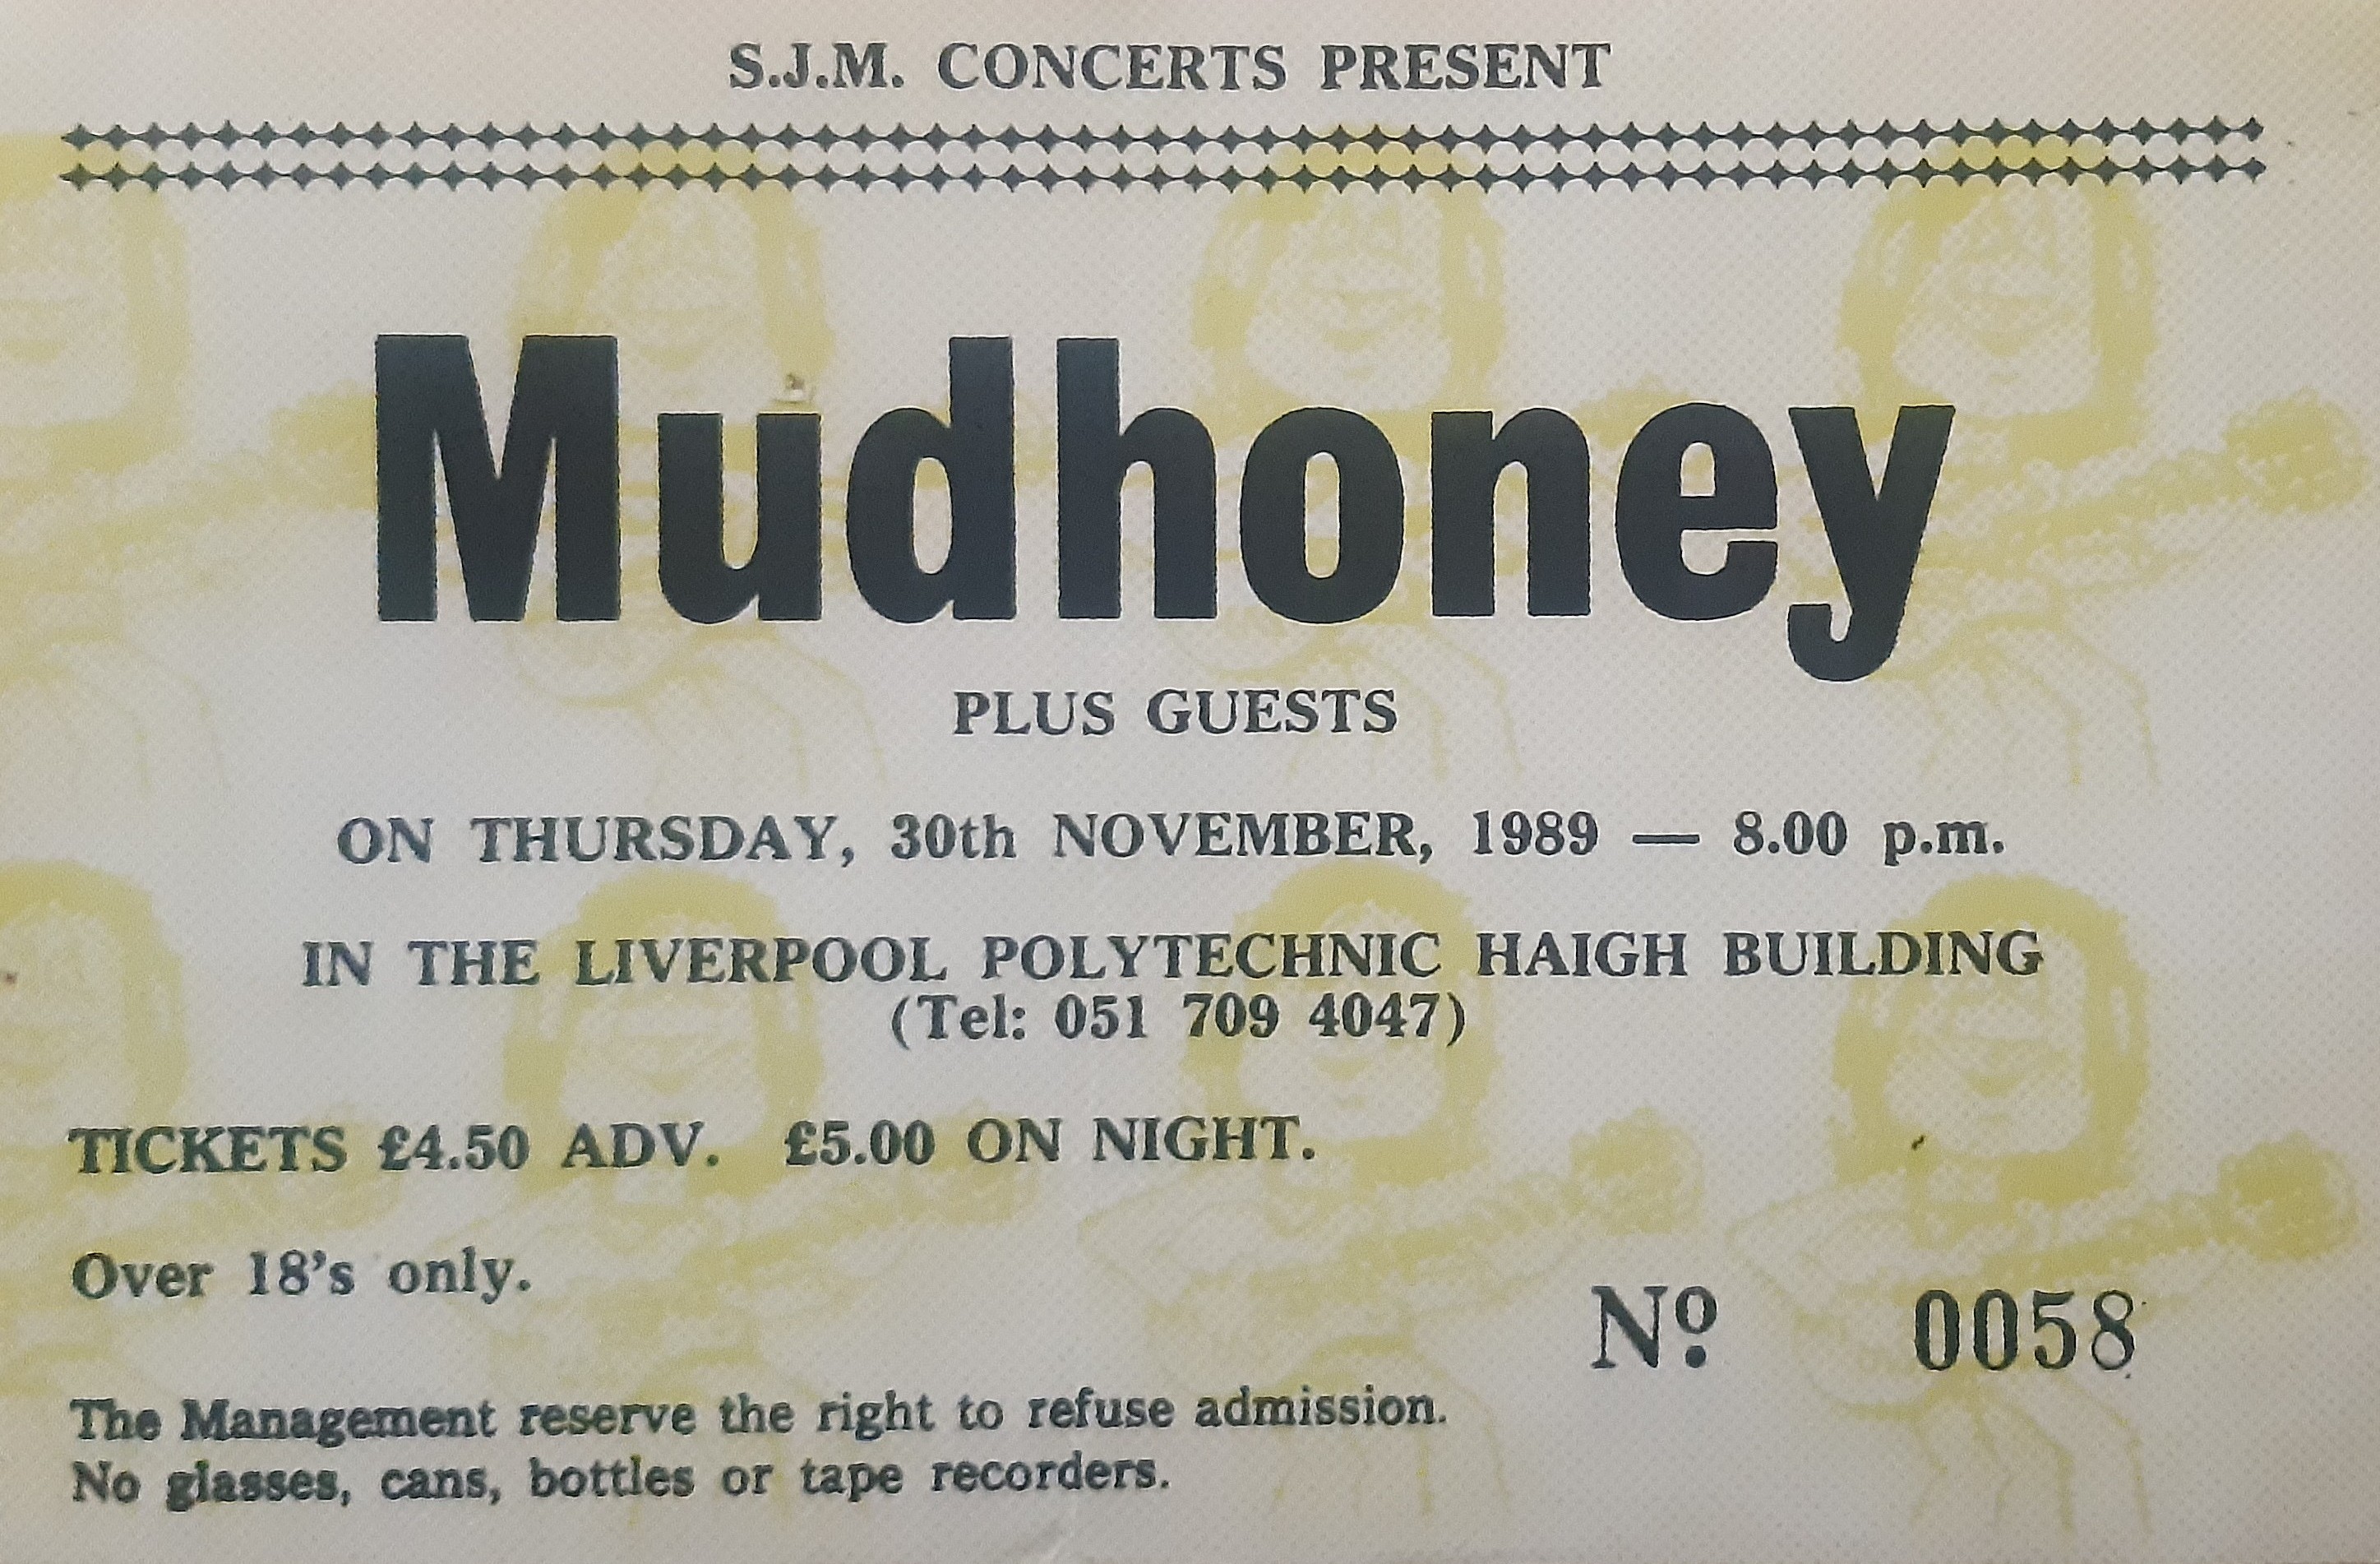 S.J.M. CONCERTS PRESENT
Mudhoney
PLUS GUESTS
ON THURSDAY, 30th NOVEMBER, 1989 — 8.00 p.m.
IN THE LIVERPOOL POLYTECHNIC HAIGH BUILDING
(Tel: 051 709 4047)
TICKETS £4.50 ADV. £5.00 ON NIGHT.
Over 18's only.
Nº 0058
The Management reserve the right to refuse admission.
No glasses, cans, bottles or tape recorders.